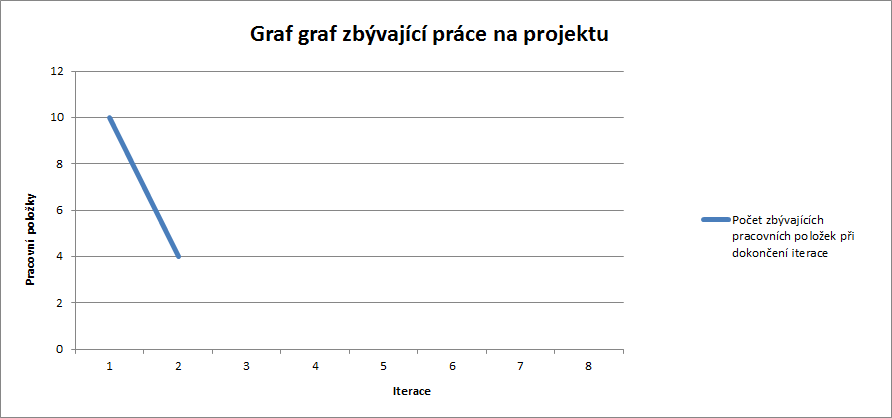 Graf graf zbývající práce na projektu
12
10
8
6
4
2
0
Pracovní položky
1 2 3 4 5 6 7 8
Iterace
Počet zbývajících
pracovních položek při
dokončení iterace